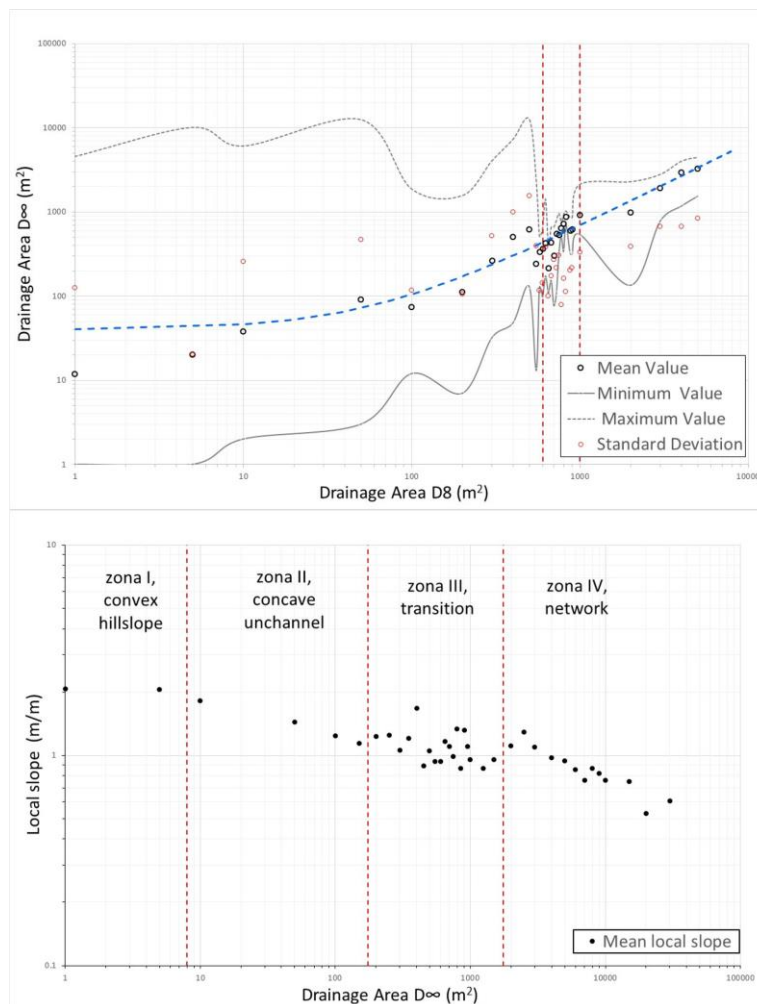 100000
10000
1000
100
10
1
Drainage Area D∞ (m²)
1
10
100
1000
1000
Drainage Area D8 (m²)
Mean Value
Minimum Value
Maximum Value
Standard Deviation
10
1
0.1
Local slope (m/m)
zona I,
convex
hillslope
zona II,
concave
unchannel
zona III,
transition
zona IV,
network
Mean local slope
1
10
100
1000
10000
100000
Drainage Area D∞ (m²)